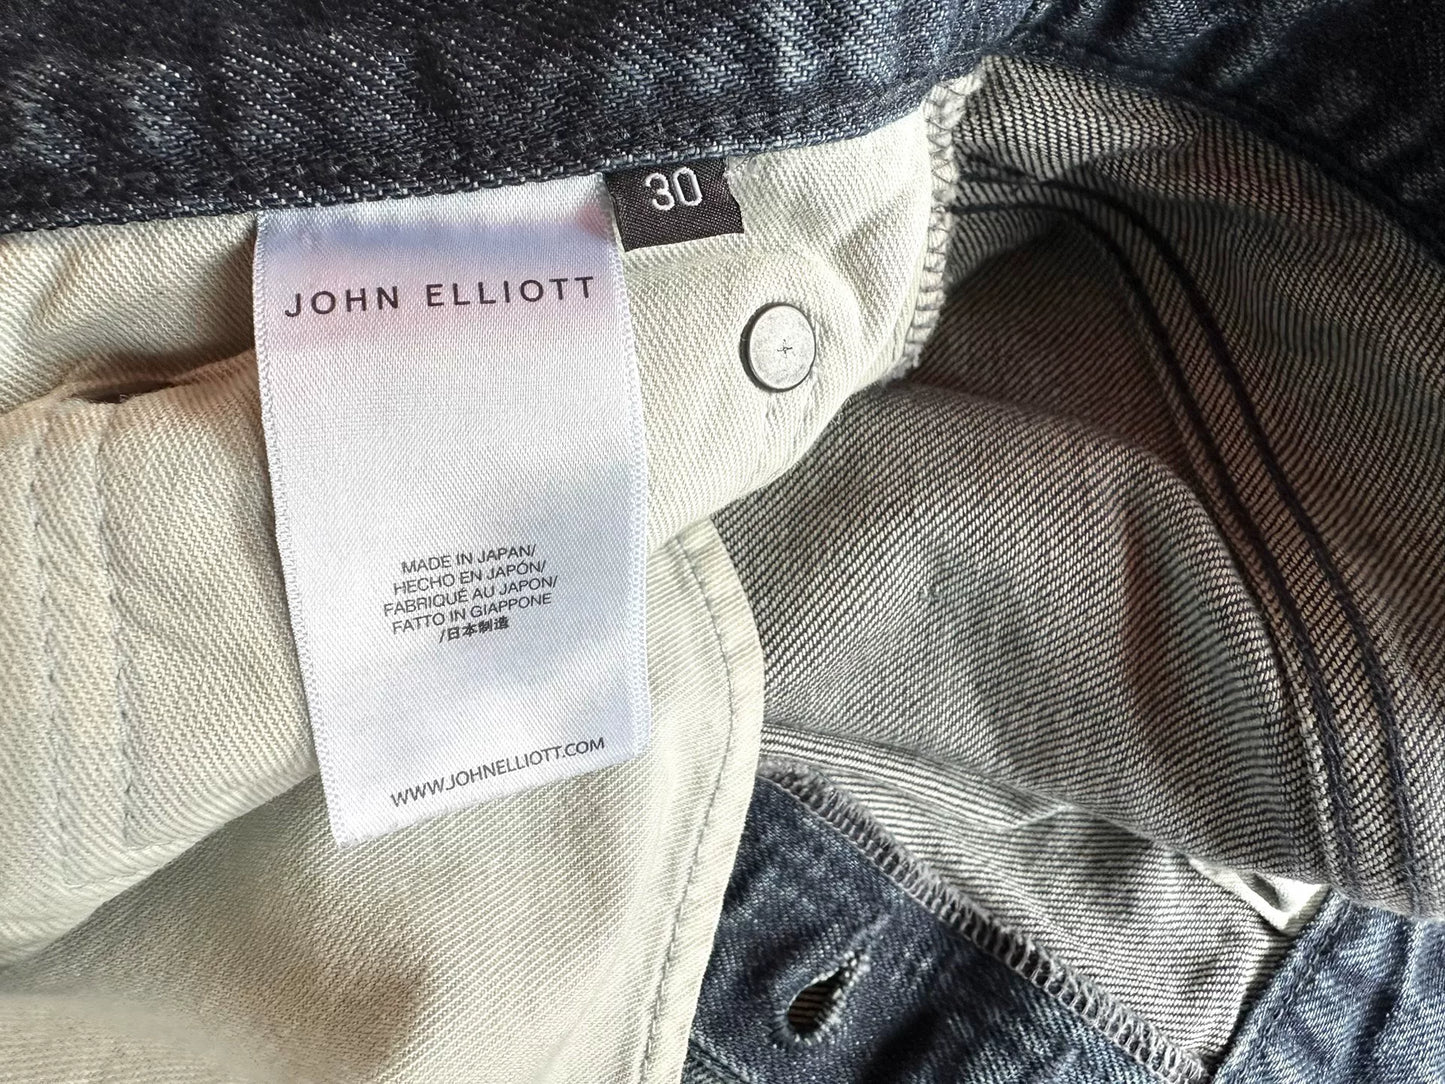 30
JOHN ELLIOTT
MADE IN JAPAN/
HECHO EN JAPÓN/
FABRIQUÉ AU JAPON/
FATTO IN GIAPPONE
/日本制造
WWW.JOHNELLIOTT.COM